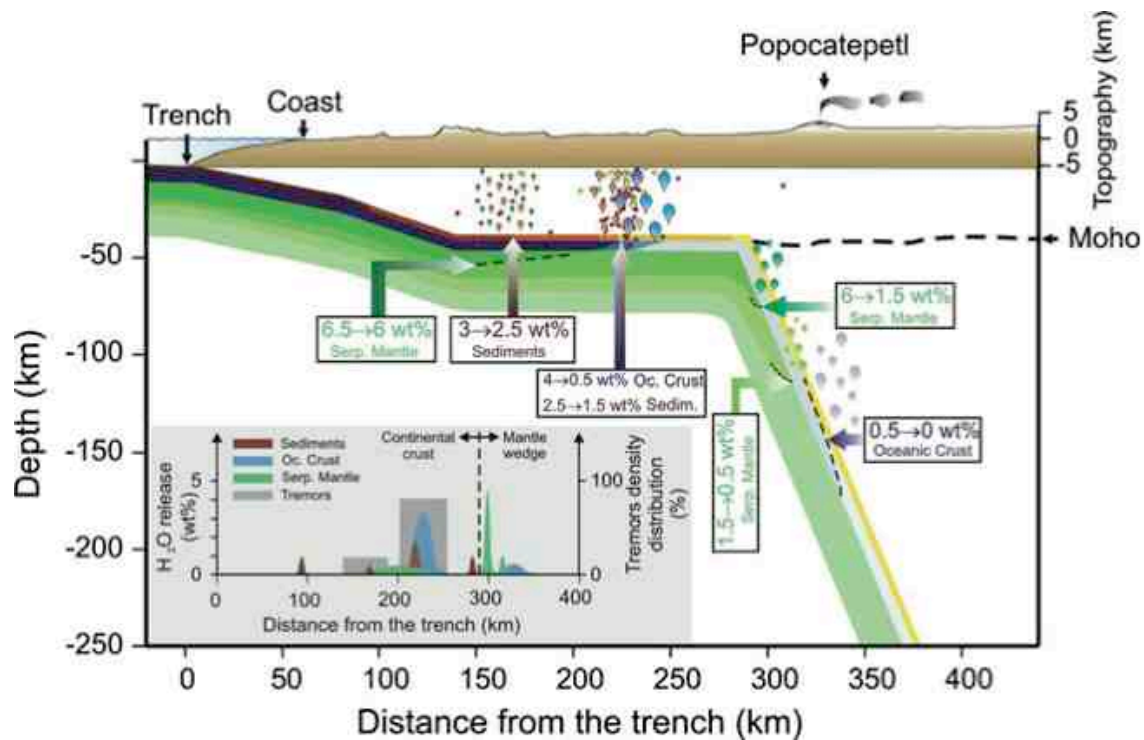 Popocatepetl
Trench
Coast
5
0
-5
Topography (km)
Moho
-50
-100
-150
-200
-250
Depth (km)
6.5→6 wt%
Serp. Mantle
3→2.5 wt%
Sediments
4→0.5 wt% Oc. Crust
2.5→1.5 wt% Sedim.
6→1.5 wt%
Serp. Mantle
1.5→0.5 wt%
Serp. Mantle
0.5→0 wt%
Oceanic Crust
Sediments
Oc. Crust
Serp. Mantle
Tremors
Continental
crust
Mantle
wedge
H2O release
(wt%)
5
0
100
0
Tremors density
distribution
(%)
0 100 200 300 400
Distance from the trench (km)
0 50 100 150 200 250 300 350 400
Distance from the trench (km)